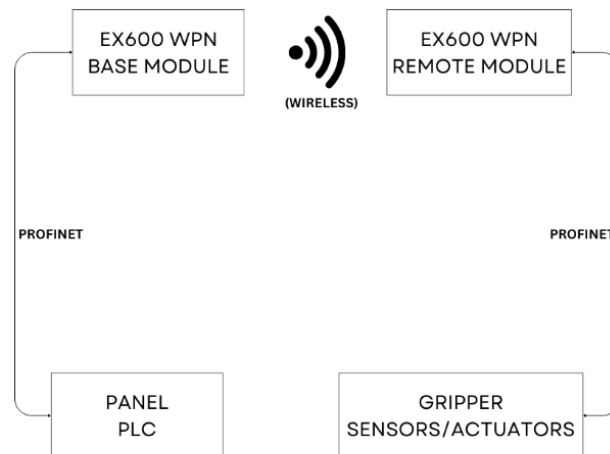 EX600 WPN
BASE MODULE
(WIRELESS)
EX600 WPN
REMOTE MODULE
PROFINET
PROFINET
PANEL
PLC
GRIPPER
SENSORS/ACTUATORS